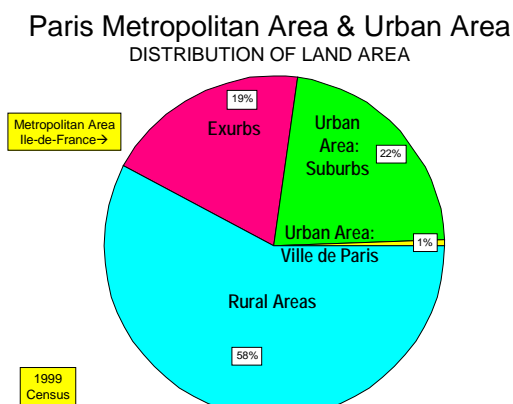 Paris Metropolitan Area & Urban Area
DISTRIBUTION OF LAND AREA
Metropolitan Area
Ile-de-France→
19%
Exurbs
Urban
Area:
Suburbs
22%
Urban Area:
Ville de Paris
1%
Rural Areas
58%
1999
Census